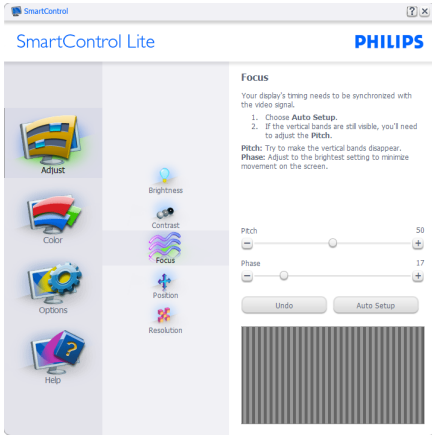 SmartControl
SmartControl Lite
PHILIPS
Adjust
Color
Options
Help
Brightness
Contrast
Focus
Position
Resolution
Focus
Your display's timing needs to be synchronized with
the video signal.
1. Choose Auto Setup.
2. If the vertical bands are still visible, you'll need
to adjust the Pitch.
Pitch: Try to make the vertical bands disappear.
Phase: Adjust to the brightest setting to minimize
movement on the screen.
Pitch 50
Phase 17
Undo Auto Setup